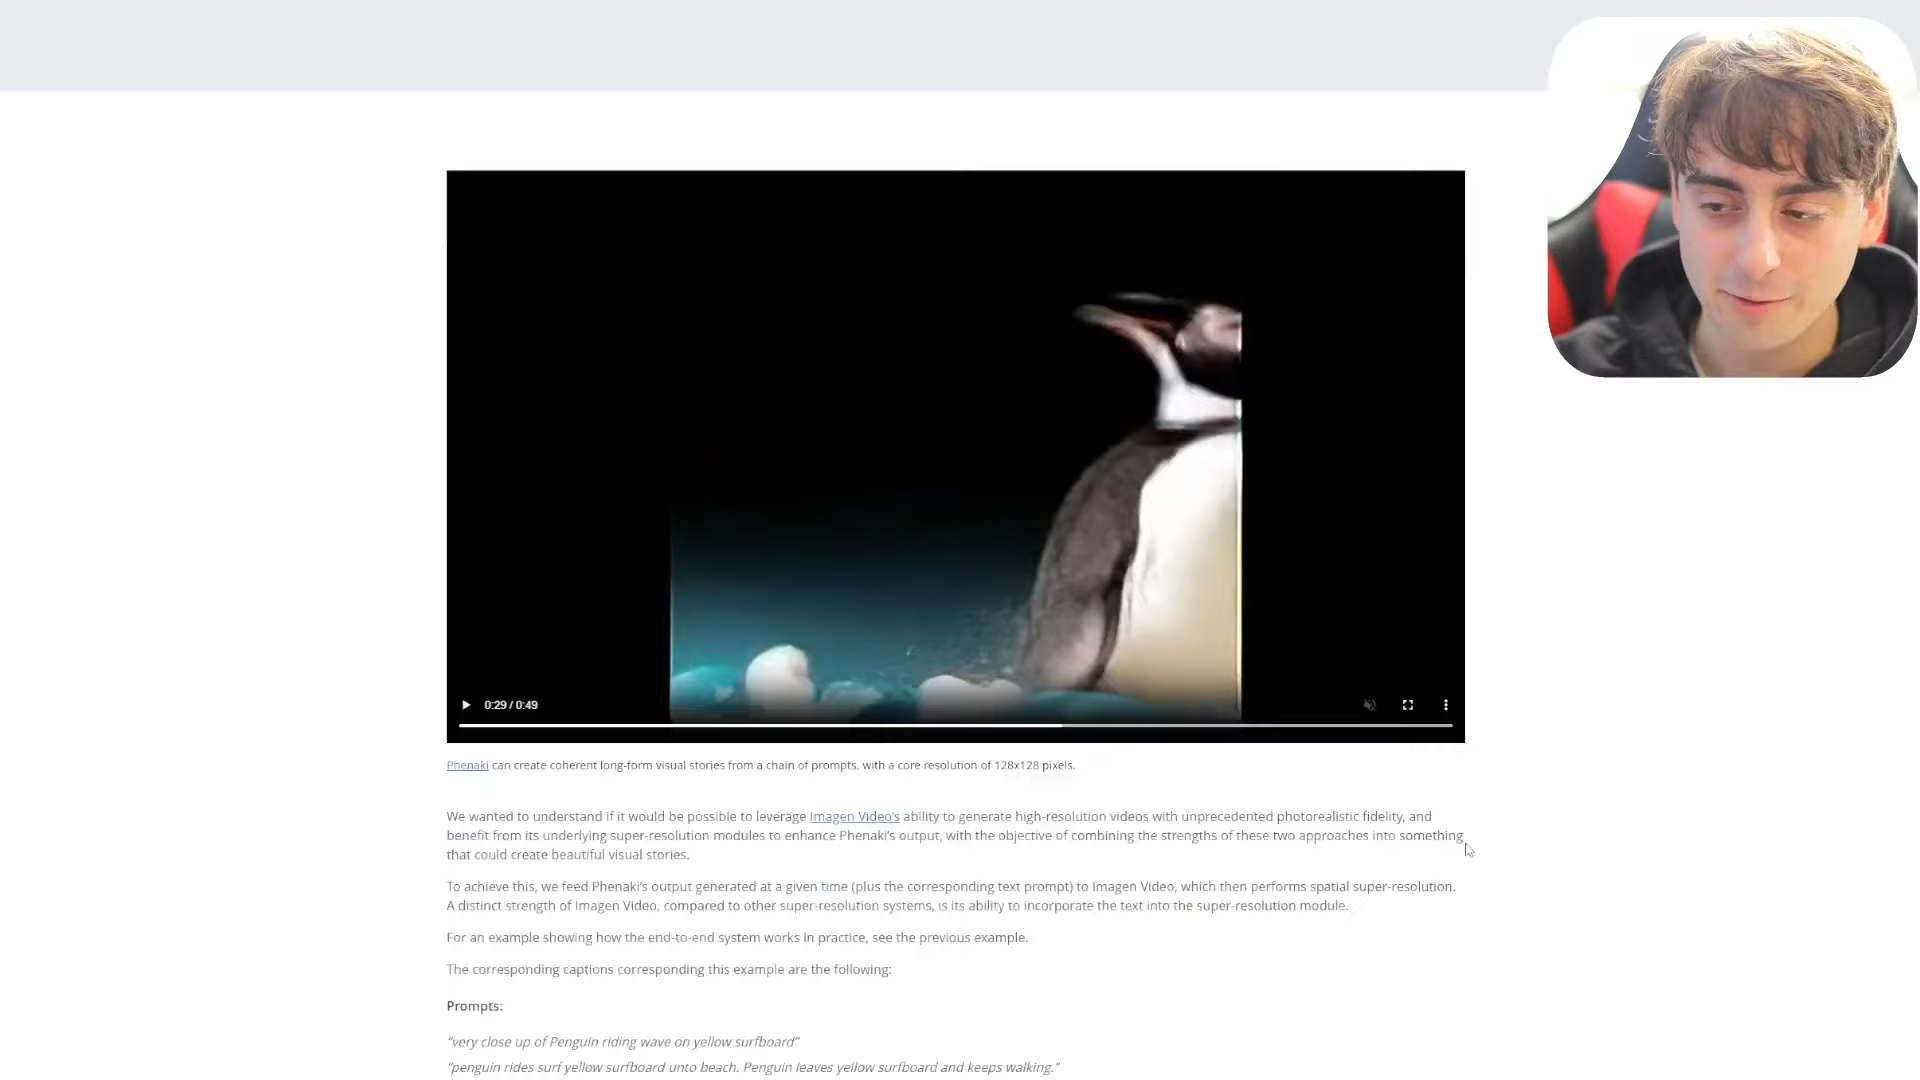 0:29 / 0:49
Phenaki can create coherent long-form visual stories from a chain of prompts, with a core resolution of 128x128 pixels.
We wanted to understand if it would be possible to leverage Imagen Video's ability to generate high-resolution videos with unprecedented photorealistic fidelity, and
benefit from its underlying super-resolution modules to enhance Phenaki's output, with the objective of combining the strengths of these two approaches into something
that could create beautiful visual stories.
To achieve this, we feed Phenaki's output generated at a given time (plus the corresponding text prompt) to Imagen Video, which then performs spatial super-resolution.
A distinct strength of Imagen Video, compared to other super-resolution systems, is its ability to incorporate the text into the super-resolution module.
For an example showing how the end-to-end system works in practice, see the previous example.
The corresponding captions corresponding this example are the following:
Prompts:
“very close up of Penguin riding wave on yellow surfboard”
“penguin rides surf yellow surfboard unto beach. Penguin leaves yellow surfboard and keeps walking.”